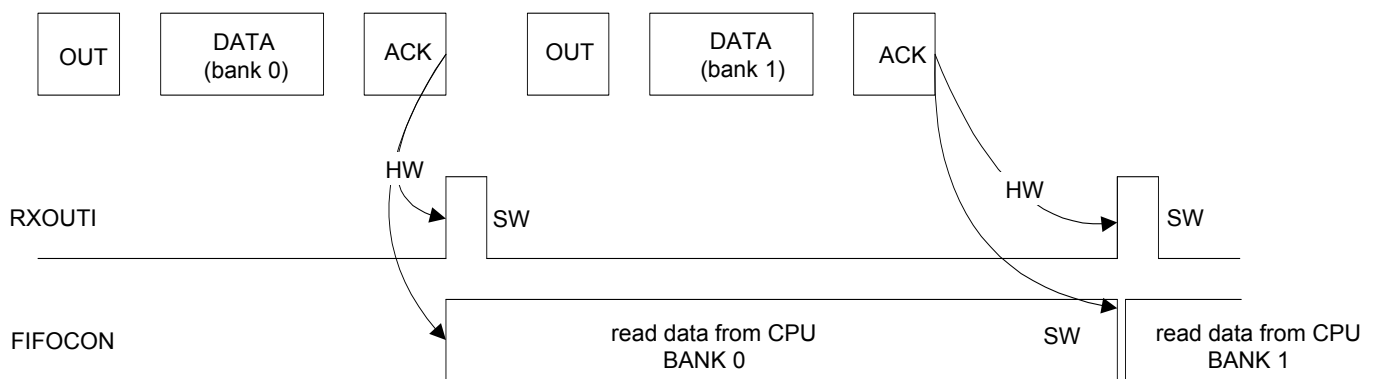 OUT
DATA
(bank 0)
ACK
OUT
DATA
(bank 1)
ACK
HW
HW
RXOUTI
SW
SW
FIFOCON
read data from CPU
BANK 0
SW
read data from CPU
BANK 1